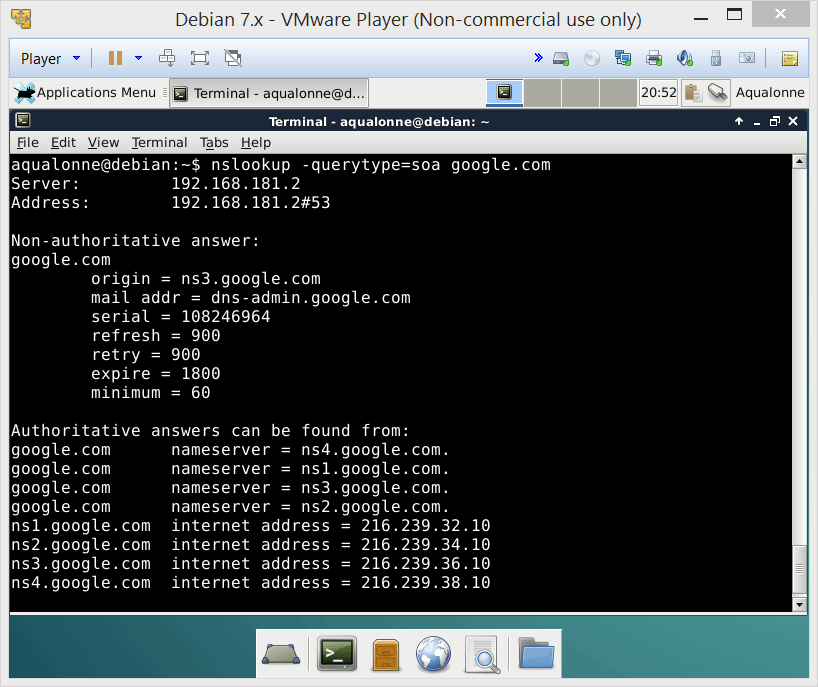 Debian 7.x - VMware Player (Non-commercial use only)
Player
Applications Menu
Terminal - aqualonne@d...
20:52
Aqualonne
Terminal - aqualonne@debian: ~
File Edit View Terminal Tabs Help
aqualonne@debian:~$ nslookup -querytype=soa google.com
Server: 192.168.181.2
Address: 192.168.181.2#53
Non-authoritative answer:
google.com
origin = ns3.google.com
mail addr = dns-admin.google.com
serial = 108246964
refresh = 900
retry = 900
expire = 1800
minimum = 60
Authoritative answers can be found from:
google.com nameserver = ns4.google.com.
google.com nameserver = ns1.google.com.
google.com nameserver = ns3.google.com.
google.com nameserver = ns2.google.com.
ns1.google.com internet address = 216.239.32.10
ns2.google.com internet address = 216.239.34.10
ns3.google.com internet address = 216.239.36.10
ns4.google.com internet address = 216.239.38.10